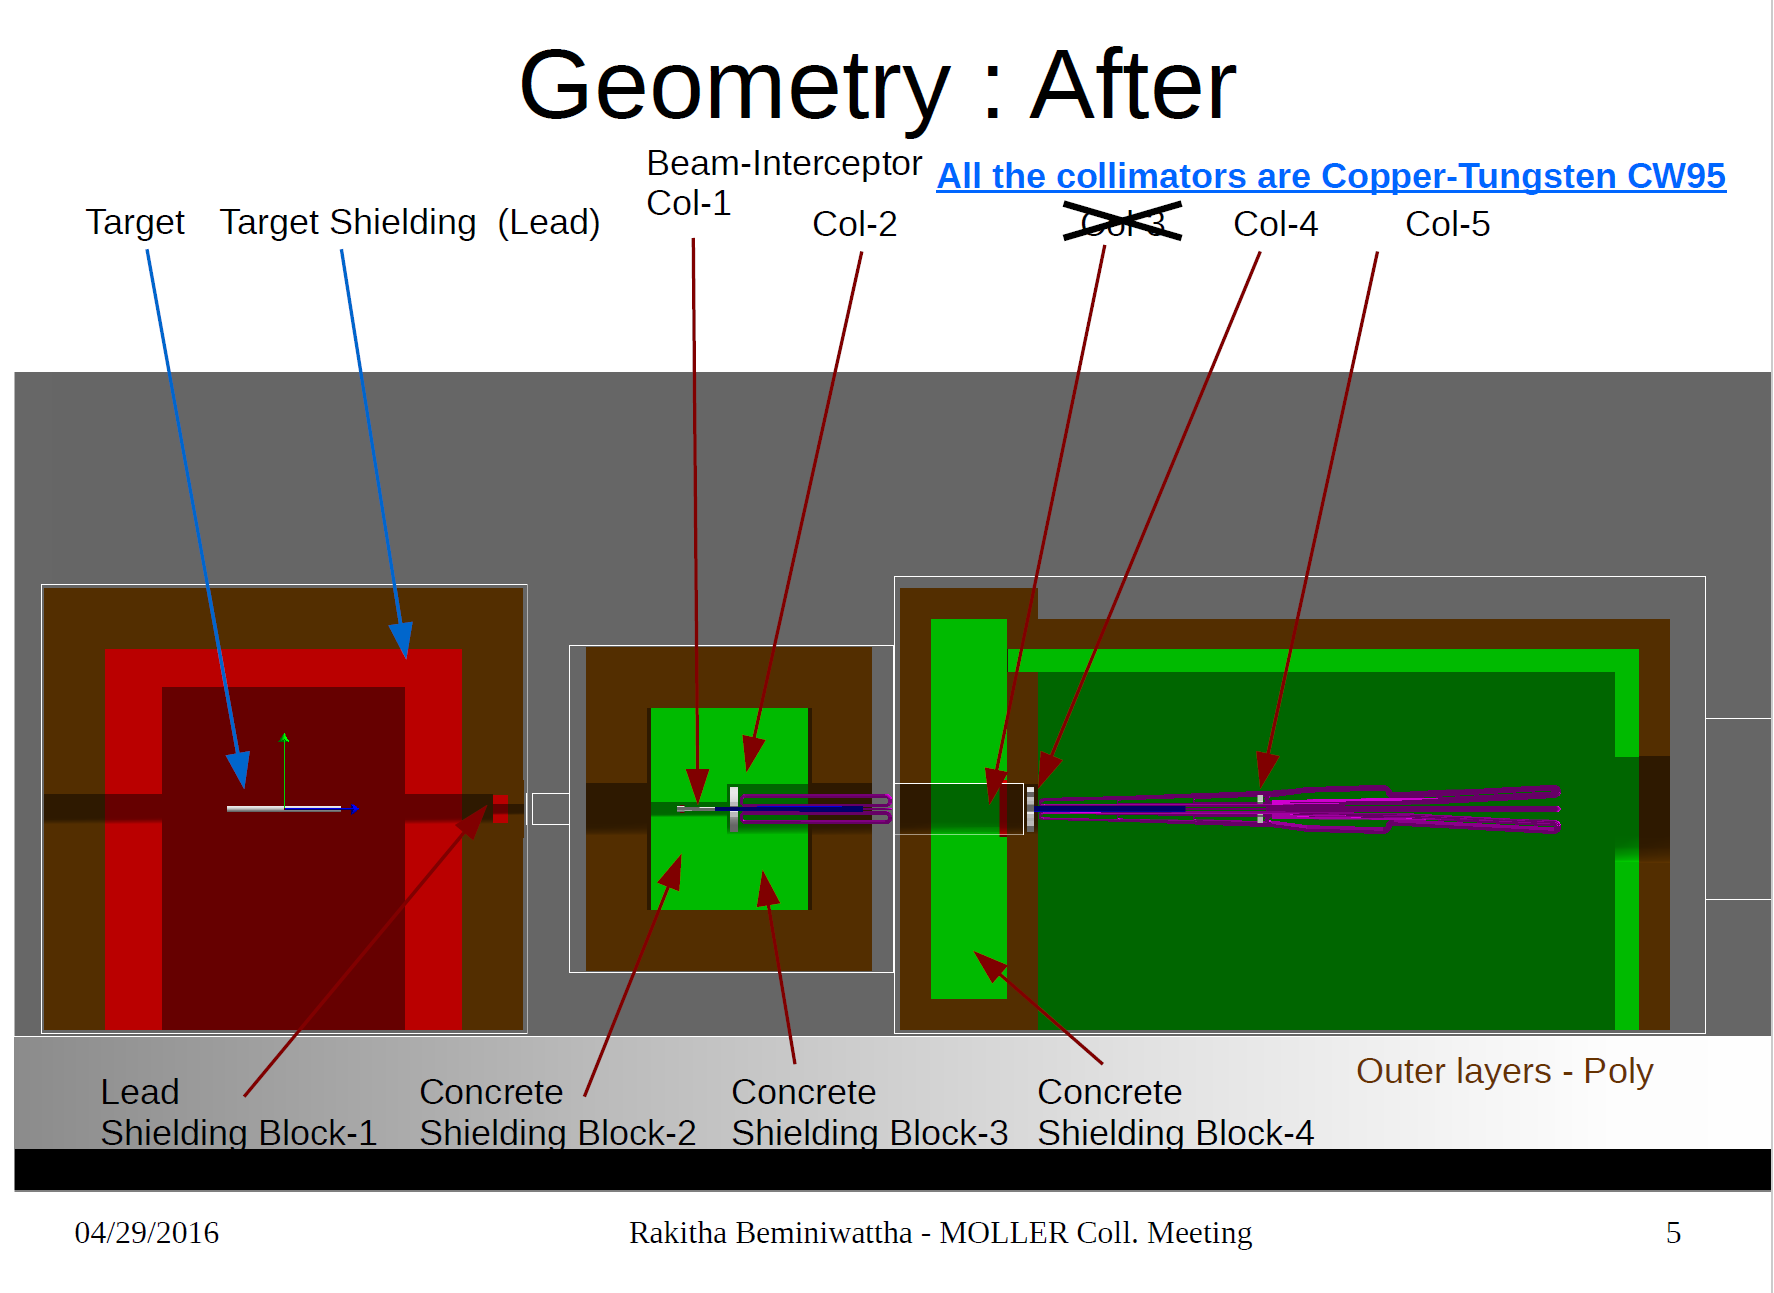 Geometry : After
Beam-Interceptor
Col-1
All the collimators are Copper-Tungsten CW95
Target
Target Shielding (Lead)
Col-2
Col-3
Col-4
Col-5
Outer layers - Poly
Lead
Shielding Block-1
Concrete
Shielding Block-2
Concrete
Shielding Block-3
Concrete
Shielding Block-4
04/29/2016
Rakitha Beminiwattha - MOLLER Coll. Meeting
5